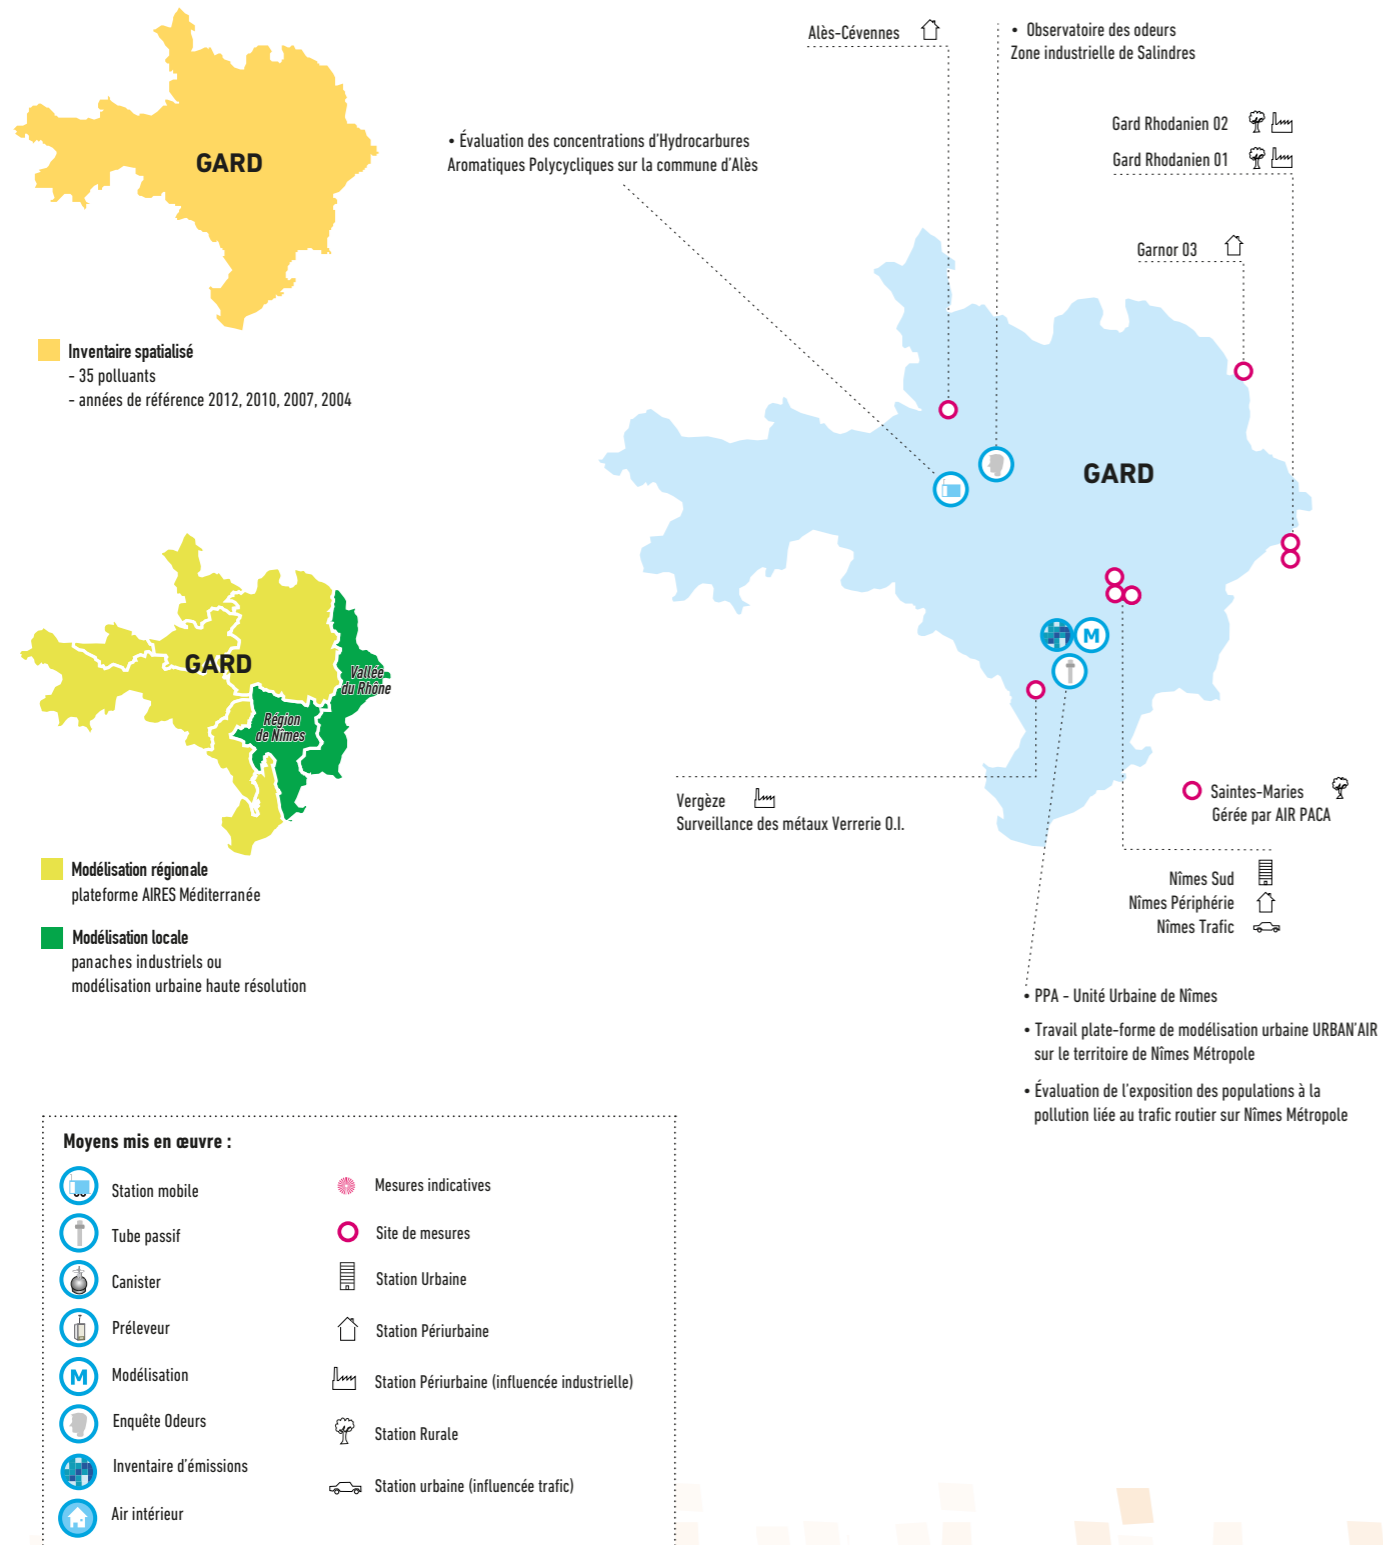 GARD
Inventaire spatialisé
- 35 polluants
- années de référence 2012, 2010, 2007, 2004
GARD
Vallée
du Rhône
Région
de Nîmes
Modélisation régionale
plateforme AIRES Méditerranée
Modélisation locale
panaches industriels ou
modélisation urbaine haute résolution
Alès-Cévennes
• Observatoire des odeurs
Zone industrielle de Salindres
• Évaluation des concentrations d'Hydrocarbures
Aromatiques Polycycliques sur la commune d'Alès
Gard Rhodanien 02
Gard Rhodanien 01
Garnor 03
GARD
M
Vergèze
Surveillance des métaux Verrerie O.I.
Saintes-Maries
Gérée par AIR PACA
Nîmes Sud
Nîmes Périphérie
Nîmes Trafic
• PPA - Unité Urbaine de Nîmes
• Travail plate-forme de modélisation urbaine URBAN'AIR
sur le territoire de Nîmes Métropole
• Évaluation de l'exposition des populations à la
pollution liée au trafic routier sur Nîmes Métropole
Moyens mis en œuvre :
Station mobile
Tube passif
Canister
Préleveur
M Modélisation
Enquête Odeurs
Inventaire d'émissions
Air intérieur
Mesures indicatives
Site de mesures
Station Urbaine
Station Périurbaine
Station Périurbaine (influencée industrielle)
Station Rurale
Station urbaine (influencée trafic)